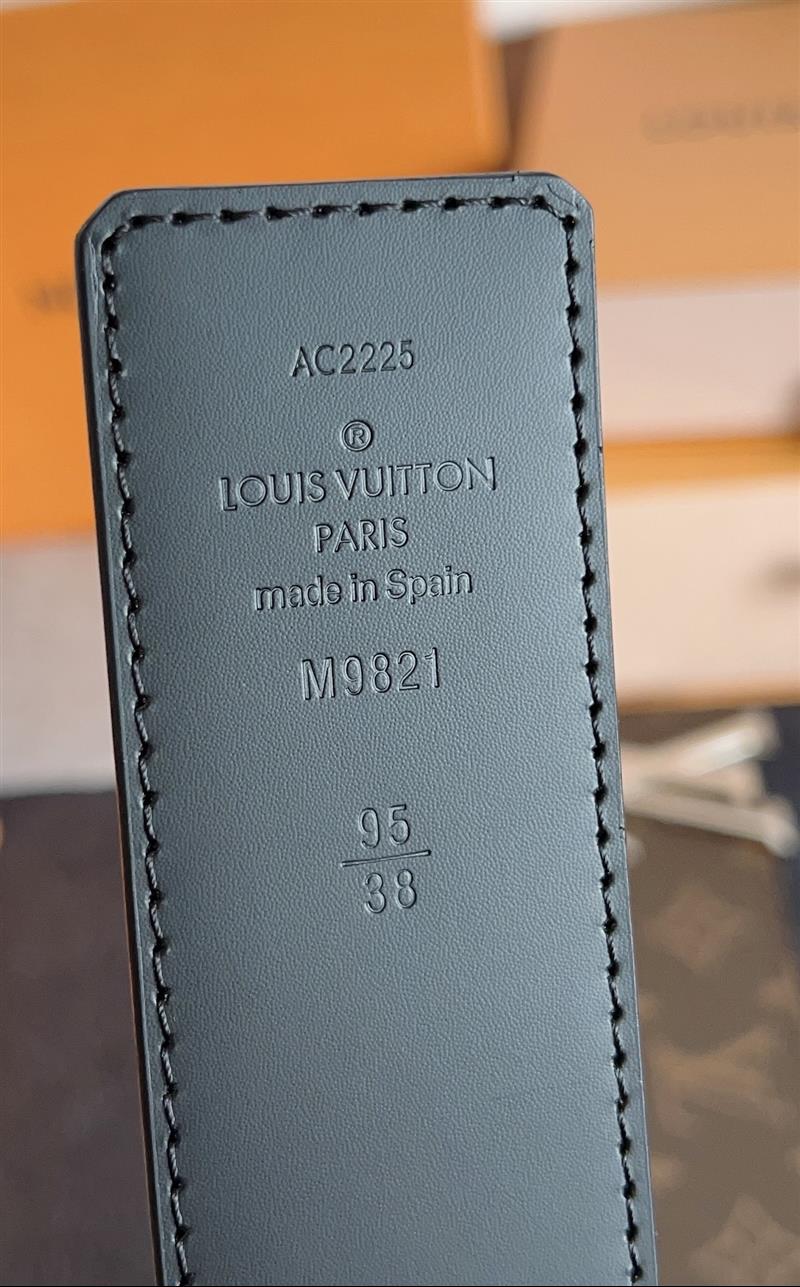 AC2225
®
LOUIS VUITTON
PARIS
made in Spain
M9821
95
38